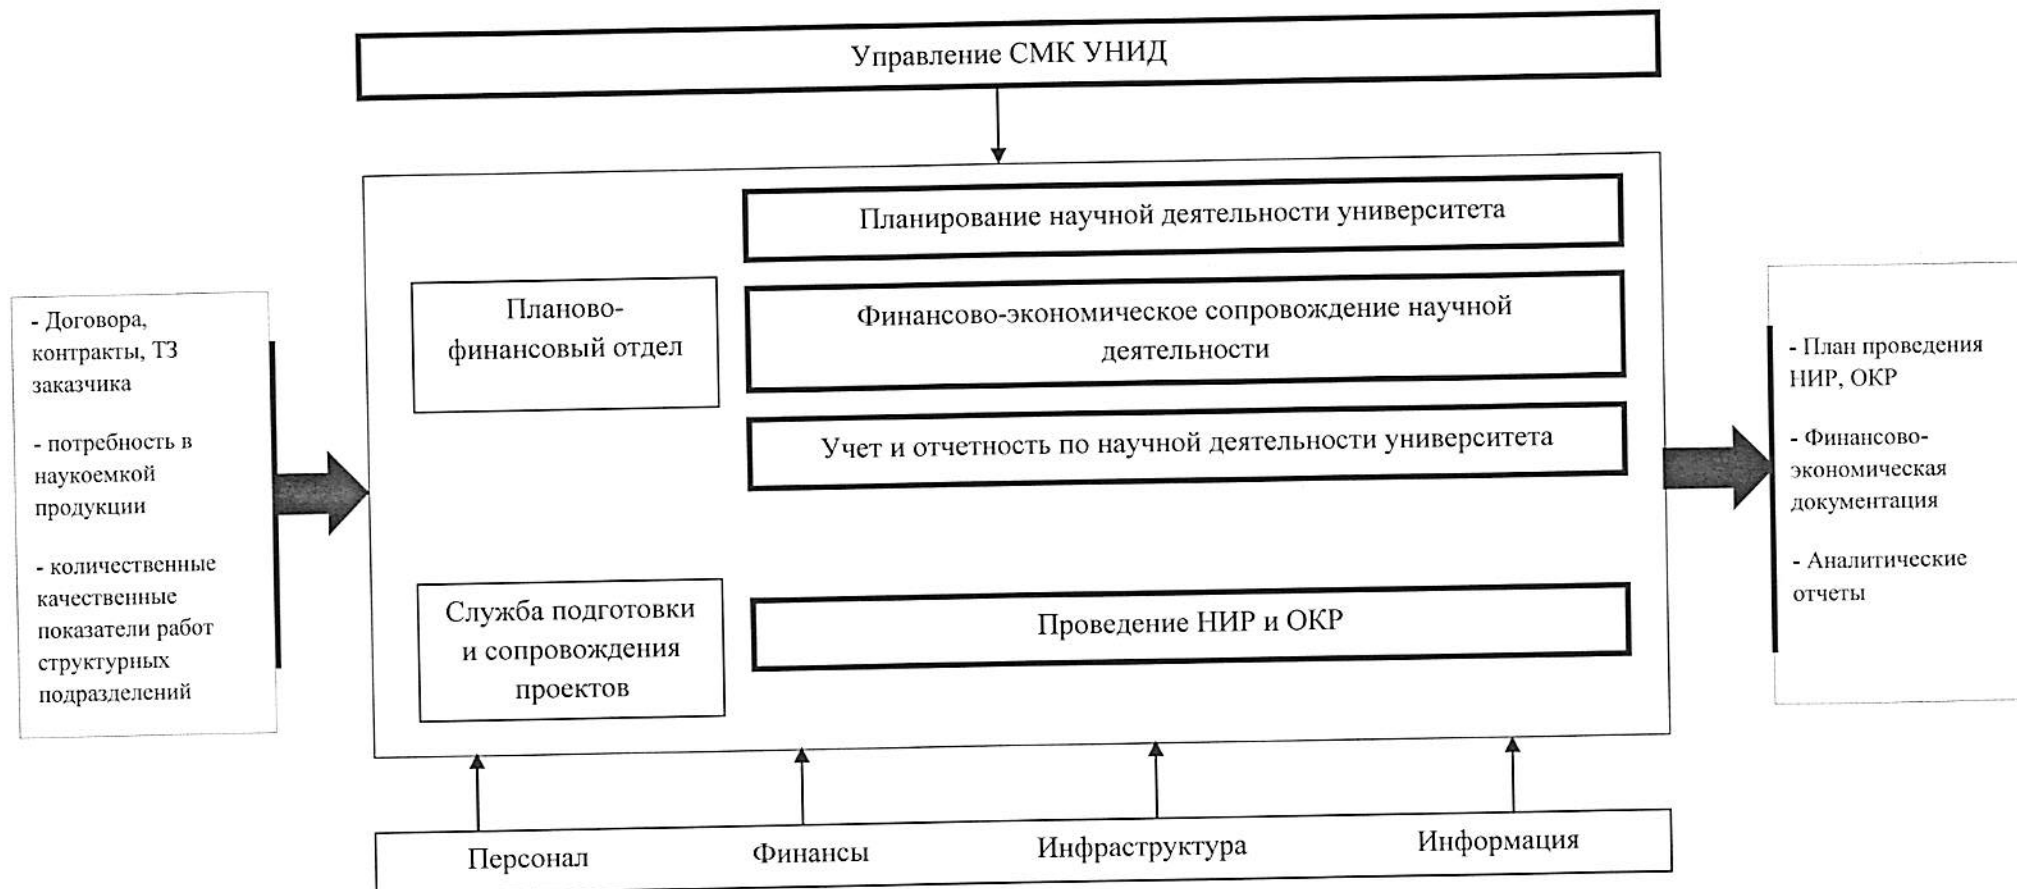 Управление СМК УНИД
Планирование научной деятельности университета
Планово-
финансовый отдел
Финансово-экономическое сопровождение научной
деятельности
Учет и отчетность по научной деятельности университета
Служба подготовки
и сопровождения
проектов
Проведение НИР и ОКР
- Договора,
контракты, ТЗ
заказчика
- потребность в
наукоемкой
продукции
- количественные
качественные
показатели работ
структурных
подразделений
- План проведения
НИР, ОКР
- Финансово-
экономическая
документация
- Аналитические
отчеты
Персонал Финансы Инфраструктура Информация